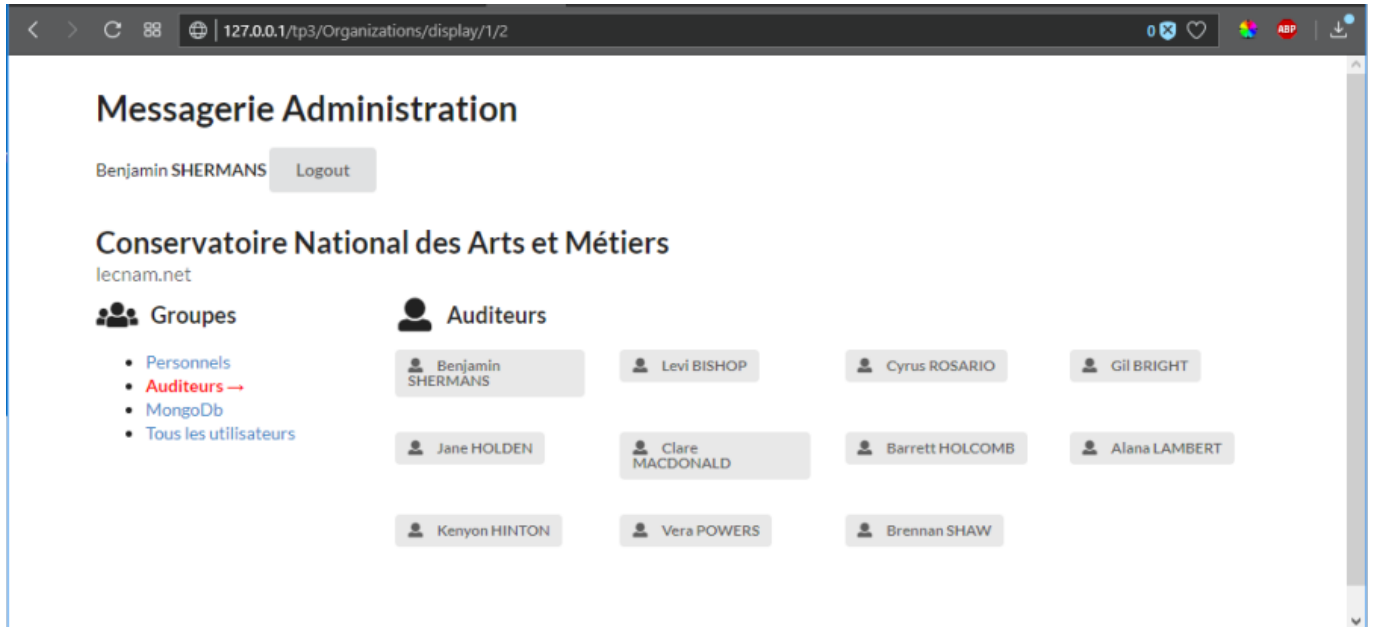 127.0.0.1/tp3/Organizations/display/1/2
0
ABP
Messagerie Administration
Benjamin SHERMANS Logout
Conservatoire National des Arts et Métiers
lecnam.net
Groupes
Personnels
Auditeurs →
MongoDb
Tous les utilisateurs
Auditeurs
Benjamin
SHERMANS
Levi BISHOP
Cyrus ROSARIO
Gil BRIGHT
Jane HOLDEN
Clare
MACDONALD
Barrett HOLCOMB
Alana LAMBERT
Kenyon HINTON
Vera POWERS
Brennan SHAW